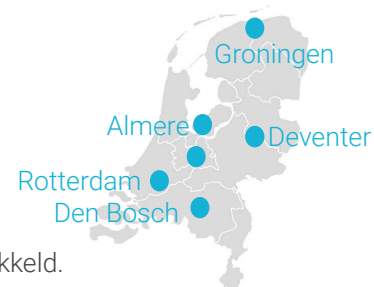 Groningen
Almere
Deventer
Rotterdam
Den Bosch
kkeld.